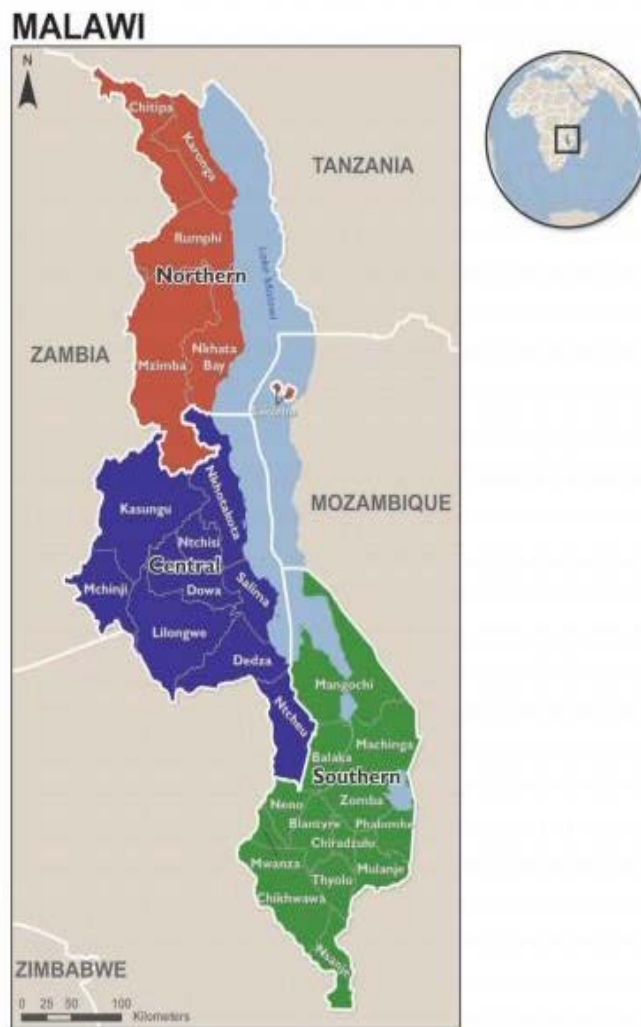 MALAWI
N
Chitipa
Karonga
TANZANIA
Rumphi
Northern
Lake Malawi
ZAMBIA
Nkhata
Bay
Mzimba
Likoma
MOZAMBIQUE
Nkhotakota
Kasungu
Ntchisi
Central
Mchinji
Dowa
Salima
Lilongwe
Dedza
Mangochi
Ntcheu
Machinga
Balaka
Southern
Neno
Zomba
Blantyre
Phalombe
Chiradzulu
Mwanza
Mulanje
Thyolo
Chikhwawa
Nsanje
ZIMBABWE
0 25 50 100
Kilometers